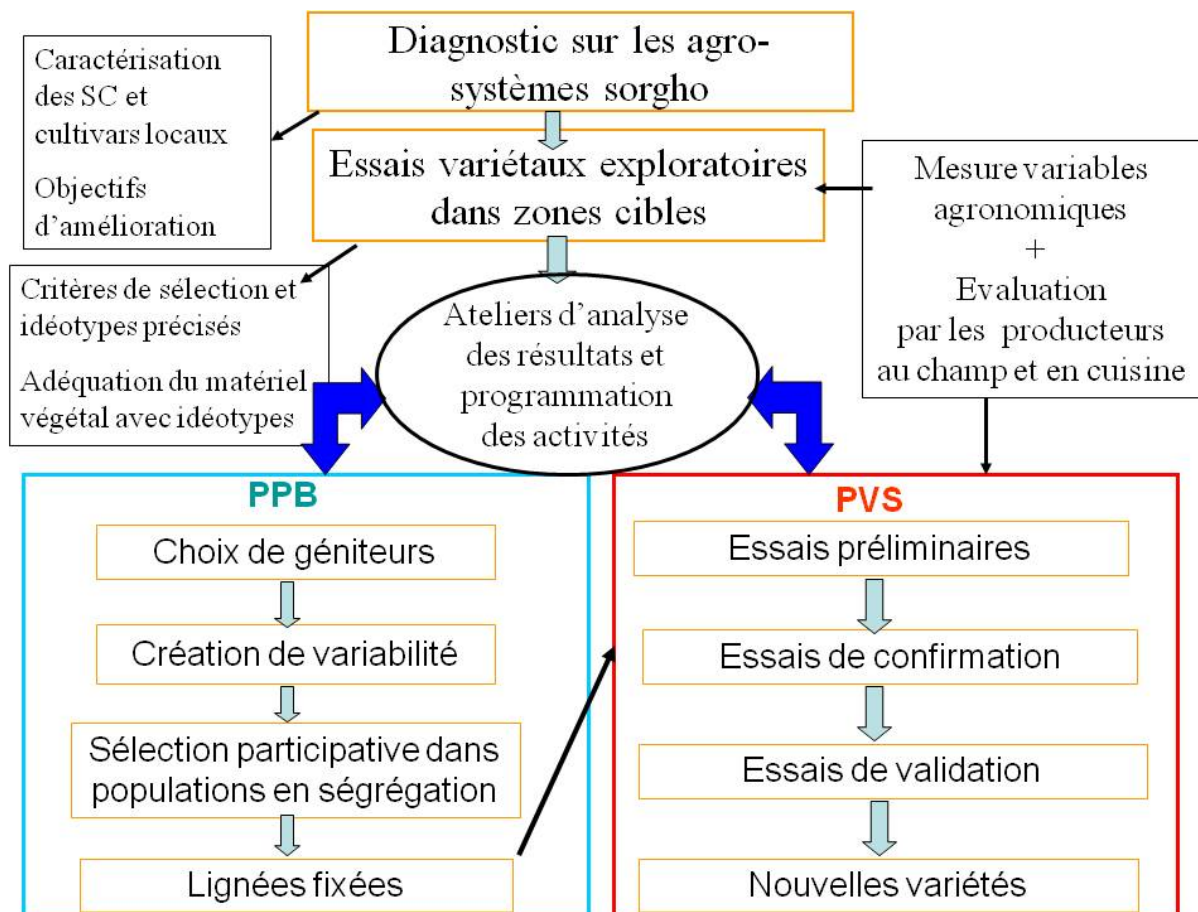 Diagnostic sur les agro-
systèmes sorgho
Caractérisation
des SC et
cultivars locaux
Objectifs
d’amélioration
Essais variétaux exploratoires
dans zones cibles
Mesure variables
agronomiques
+
Evaluation
par les producteurs
au champ et en cuisine
Critères de sélection et
idéotypes précisés
Adéquation du matériel
végétal avec idéotypes
Ateliers d’analyse
des résultats et
programmation
des activités
PPB
Choix de géniteurs
Création de variabilité
Sélection participative dans
populations en ségrégation
Lignées fixées
PVS
Essais préliminaires
Essais de confirmation
Essais de validation
Nouvelles variétés